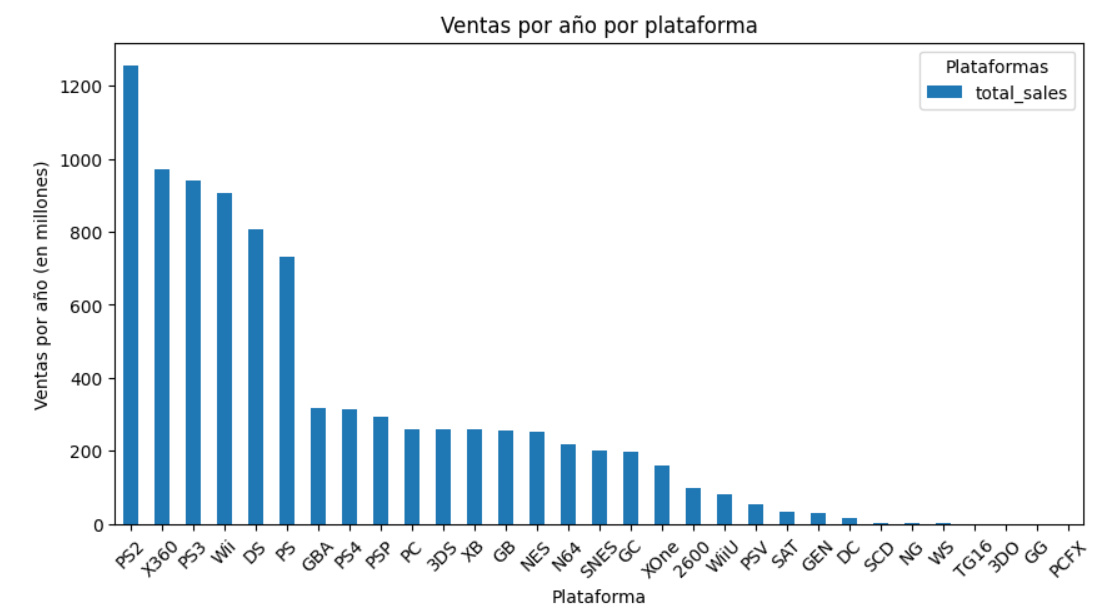 Ventas por año por plataforma
Plataformas
total_sales
Ventas por año (en millones)
1200
1000
800
600
400
200
0
PS2 X360 PS3 Wii DS PS GBA PS4 PSP PC 3DS XB GB NES N64 SNES GC XOne 2600 WiiU PSV SAT GEN DC SCD NG WS TG16 3DO GG PCFX
Plataforma